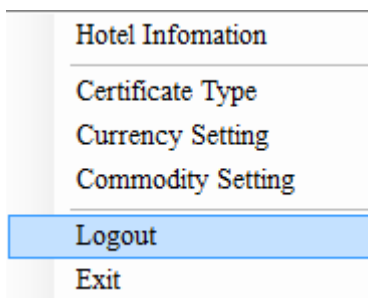 Hotel Infomation
Certificate Type
Currency Setting
Commodity Setting
Logout
Exit